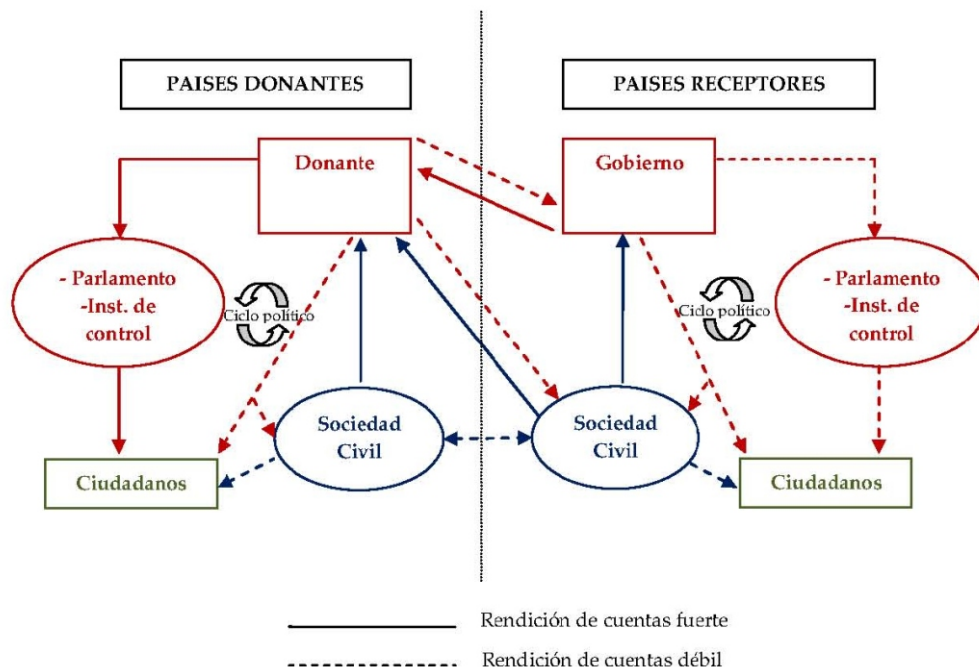 PAISES DONANTES
PAISES RECEPTORES
Donante
Gobierno
- Parlamento
-Inst. de
control
Ciclo político
Ciclo político
- Parlamento
-Inst. de
control
Sociedad
Civil
Sociedad
Civil
Ciudadanos
Ciudadanos
Rendición de cuentas fuerte
Rendición de cuentas débil